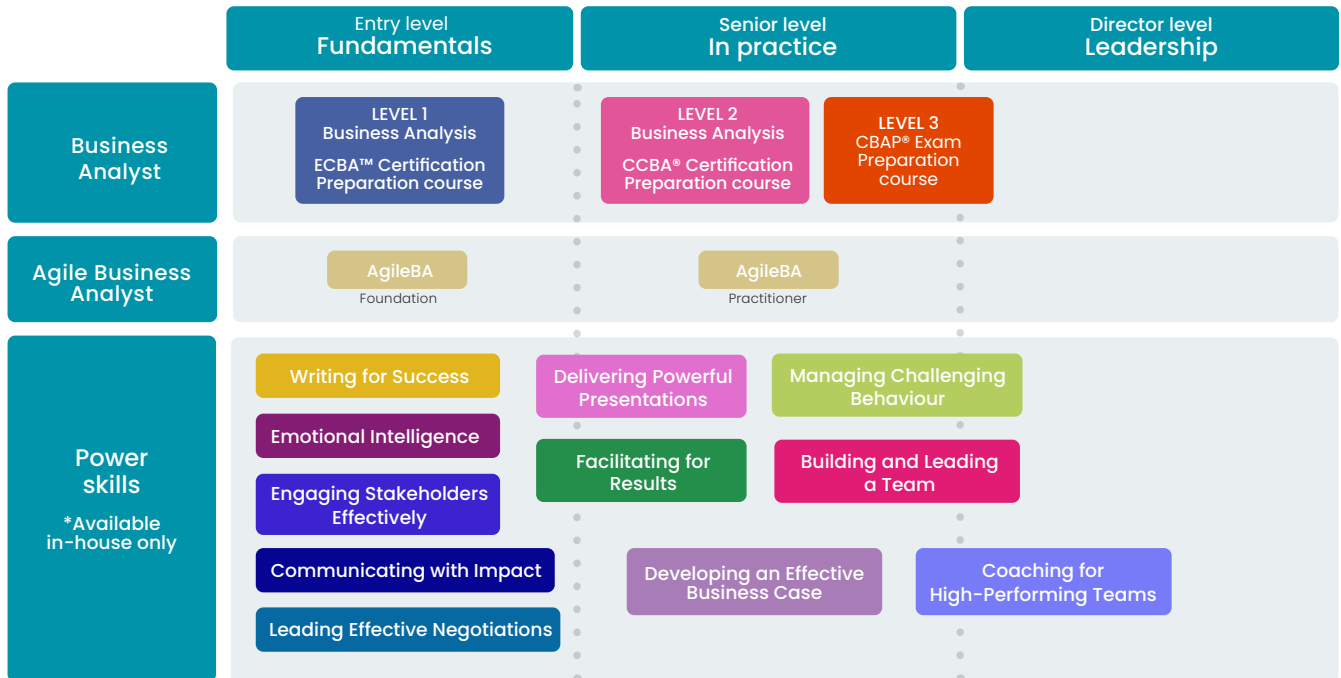 Entry level
Fundamentals
Senior level
In practice
Director level
Leadership
Business
Analyst
LEVEL 1
Business Analysis
ECBA™ Certification
Preparation course
LEVEL 2
Business Analysis
CCBA® Certification
Preparation course
LEVEL 3
CBAP® Exam
Preparation
course
Agile Business
Analyst
AgileBA
Foundation
AgileBA
Practitioner
Power
skills
*Available
in-house only
Writing for Success
Emotional Intelligence
Engaging Stakeholders
Effectively
Communicating with Impact
Leading Effective Negotiations
Delivering Powerful
Presentations
Facilitating for
Results
Developing an Effective
Business Case
Managing Challenging
Behaviour
Building and Leading
a Team
Coaching for
High-Performing Teams